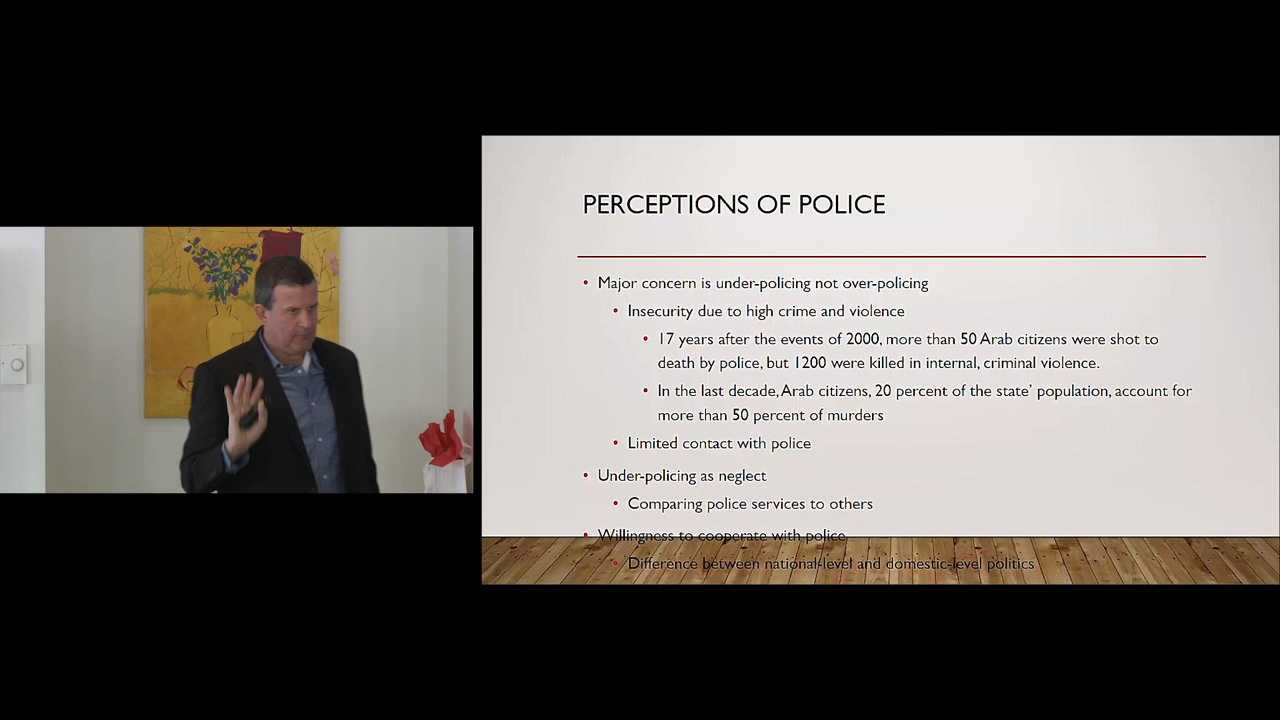 PERCEPTIONS OF POLICE
• Major concern is under-policing not over-policing
• Insecurity due to high crime and violence
• 17 years after the events of 2000, more than 50 Arab citizens were shot to
death by police, but 1200 were killed in internal, criminal violence.
• In the last decade, Arab citizens, 20 percent of the state' population, account for
more than 50 percent of murders
• Limited contact with police
• Under-policing as neglect
• Comparing police services to others
• Willingness to cooperate with police
• Difference between national-level and domestic-level politics